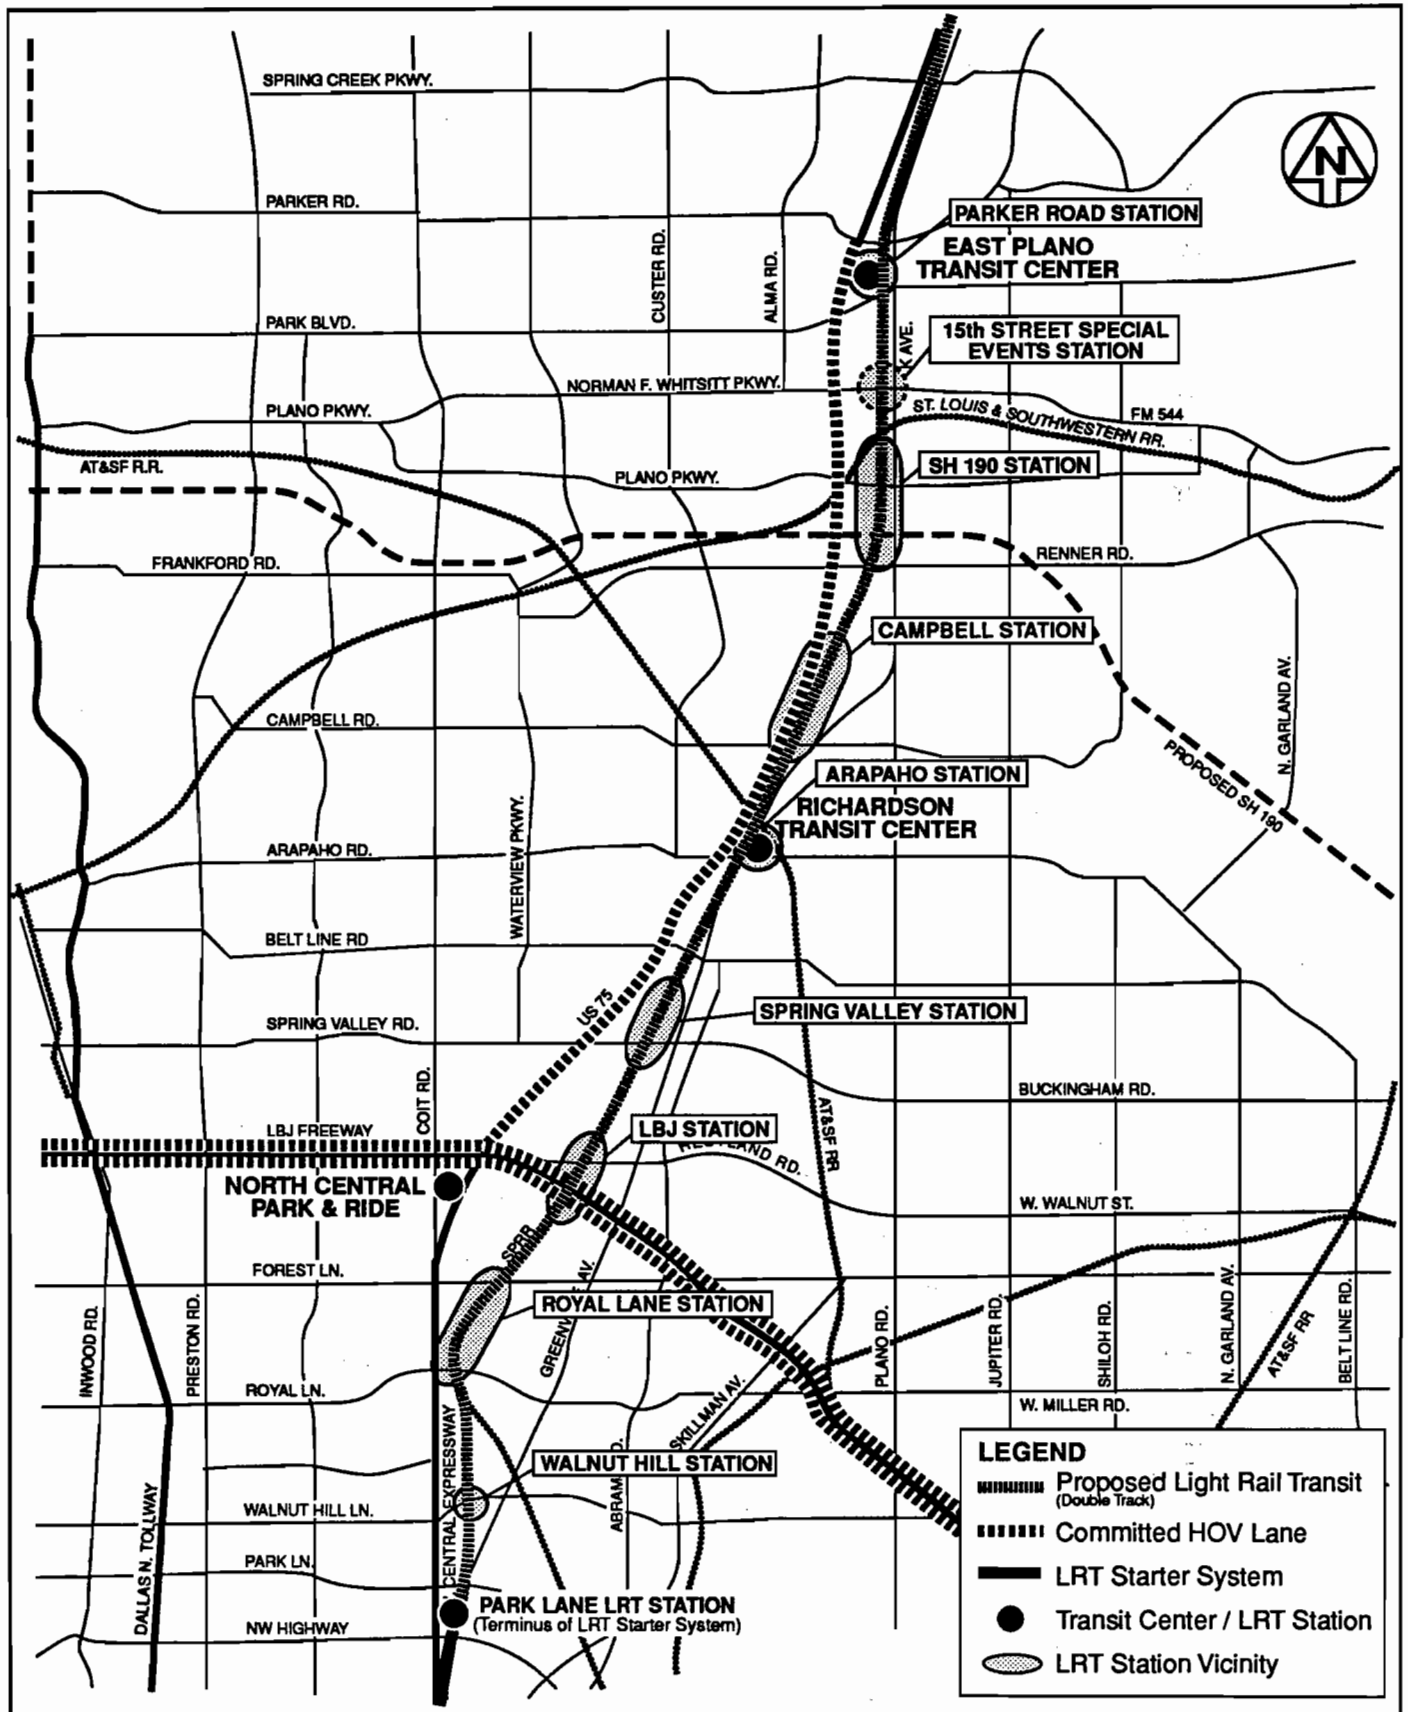 SPRING CREEK PKWY.
N
PARKER RD.
PARKER ROAD STATION
EAST PLANO
TRANSIT CENTER
CUSTER RD.
ALMA RD.
PARK BLVD.
K AVE.
15th STREET SPECIAL
EVENTS STATION
NORMAN F. WHITSITT PKWY.
PLANO PKWY.
ST. LOUIS & SOUTHWESTERN RR.
FM 544
AT&SF R.R.
PLANO PKWY.
SH 190 STATION
FRANKFORD RD.
RENNER RD.
CAMPBELL STATION
N. GARLAND AV.
CAMPBELL RD.
PROPOSED SH 190
ARAPAHO STATION
RICHARDSON
TRANSIT CENTER
WATERVIEW PKWY.
ARAPAHO RD.
BELT LINE RD
US 75
SPRING VALLEY STATION
SPRING VALLEY RD.
COIT RD.
BUCKINGHAM RD.
AT&SF RR
LBJ FREEWAY
LBJ STATION
RD.
NORTH CENTRAL
PARK & RIDE
W. WALNUT ST.
SPRR
FOREST LN.
AV.
ROYAL LANE STATION
INWOOD RD.
PRESTON RD.
PLANO RD.
JUPITER RD.
SHILOH RD.
N. GARLAND AV.
AT&SF RR
BELT LINE RD.
ROYAL LN.
SKILLMAN AV.
W. MILLER RD.
CENTRAL EXPRESSWAY
WALNUT HILL STATION
WALNUT HILL LN.
DALLAS N. TOLLWAY
PARK LN.
PARK LANE LRT STATION
(Terminus of LRT Starter System)
NW HIGHWAY
LEGEND
Proposed Light Rail Transit
(Double Track)
Committed HOV Lane
LRT Starter System
Transit Center / LRT Station
LRT Station Vicinity